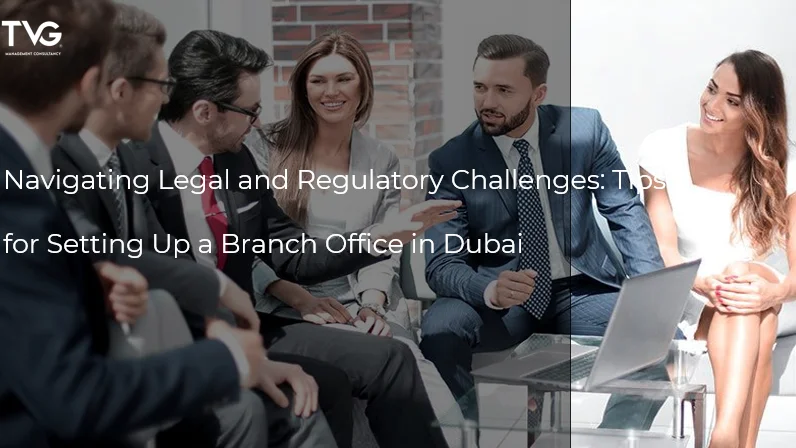 TVG
MANAGEMENT CONSULTANCY
Navigating Legal and Regulatory Challenges: Tips
for Setting Up a Branch Office in Dubai